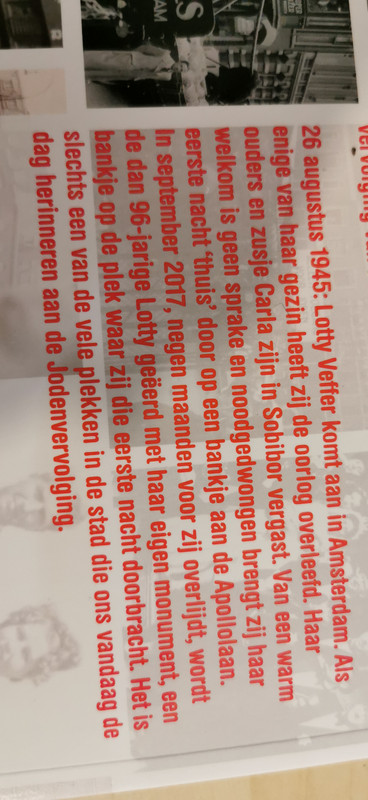 S
DAM
vervolging
26 augustus 1945: Lotty Veffer komt aan in Amsterdam. Als
enige van haar gezin heeft zij de oorlog overleefd. Haar
ouders en zusje Carla zijn in Sobibor vergast. Van een warm
welkom is geen sprake en noodgedwongen brengt zij haar
eerste nacht ‘thuis’ door op een bankje aan de Apollolaan.
In september 2017, negen maanden voor zij overlijdt, wordt
de dan 96-jarige Lotty geëerd met haar eigen monument, een
bankje op de plek waar zij die eerste nacht doorbracht. Het is
slechts een van de vele plekken in de stad die ons vandaag de
dag herinneren aan de Jodenvervolging.